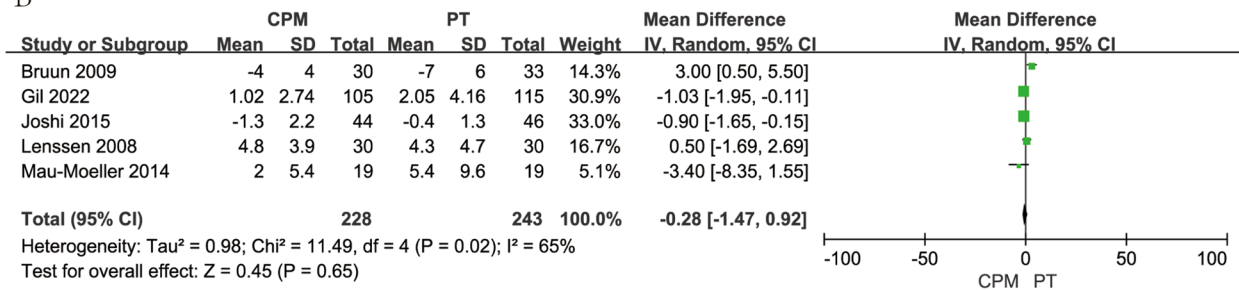 CPM PT Mean Difference Mean Difference
Study or Subgroup Mean SD Total Mean SD Total Weight IV, Random, 95% CI IV, Random, 95% CI
Bruun 2009 -4 4 30 -7 6 33 14.3% 3.00 [0.50, 5.50]
Gil 2022 1.02 2.74 105 2.05 4.16 115 30.9% -1.03 [-1.95, -0.11]
Joshi 2015 -1.3 2.2 44 -0.4 1.3 46 33.0% -0.90 [-1.65, -0.15]
Lenssen 2008 4.8 3.9 30 4.3 4.7 30 16.7% 0.50 [-1.69, 2.69]
Mau-Moeller 2014 2 5.4 19 5.4 9.6 19 5.1% -3.40 [-8.35, 1.55]
Total (95% CI) 228 243 100.0% -0.28 [-1.47, 0.92]
Heterogeneity: Tau² = 0.98; Chi² = 11.49, df = 4 (P = 0.02); I² = 65%
Test for overall effect: Z = 0.45 (P = 0.65)
-100 -50 0 50 100
CPM PT